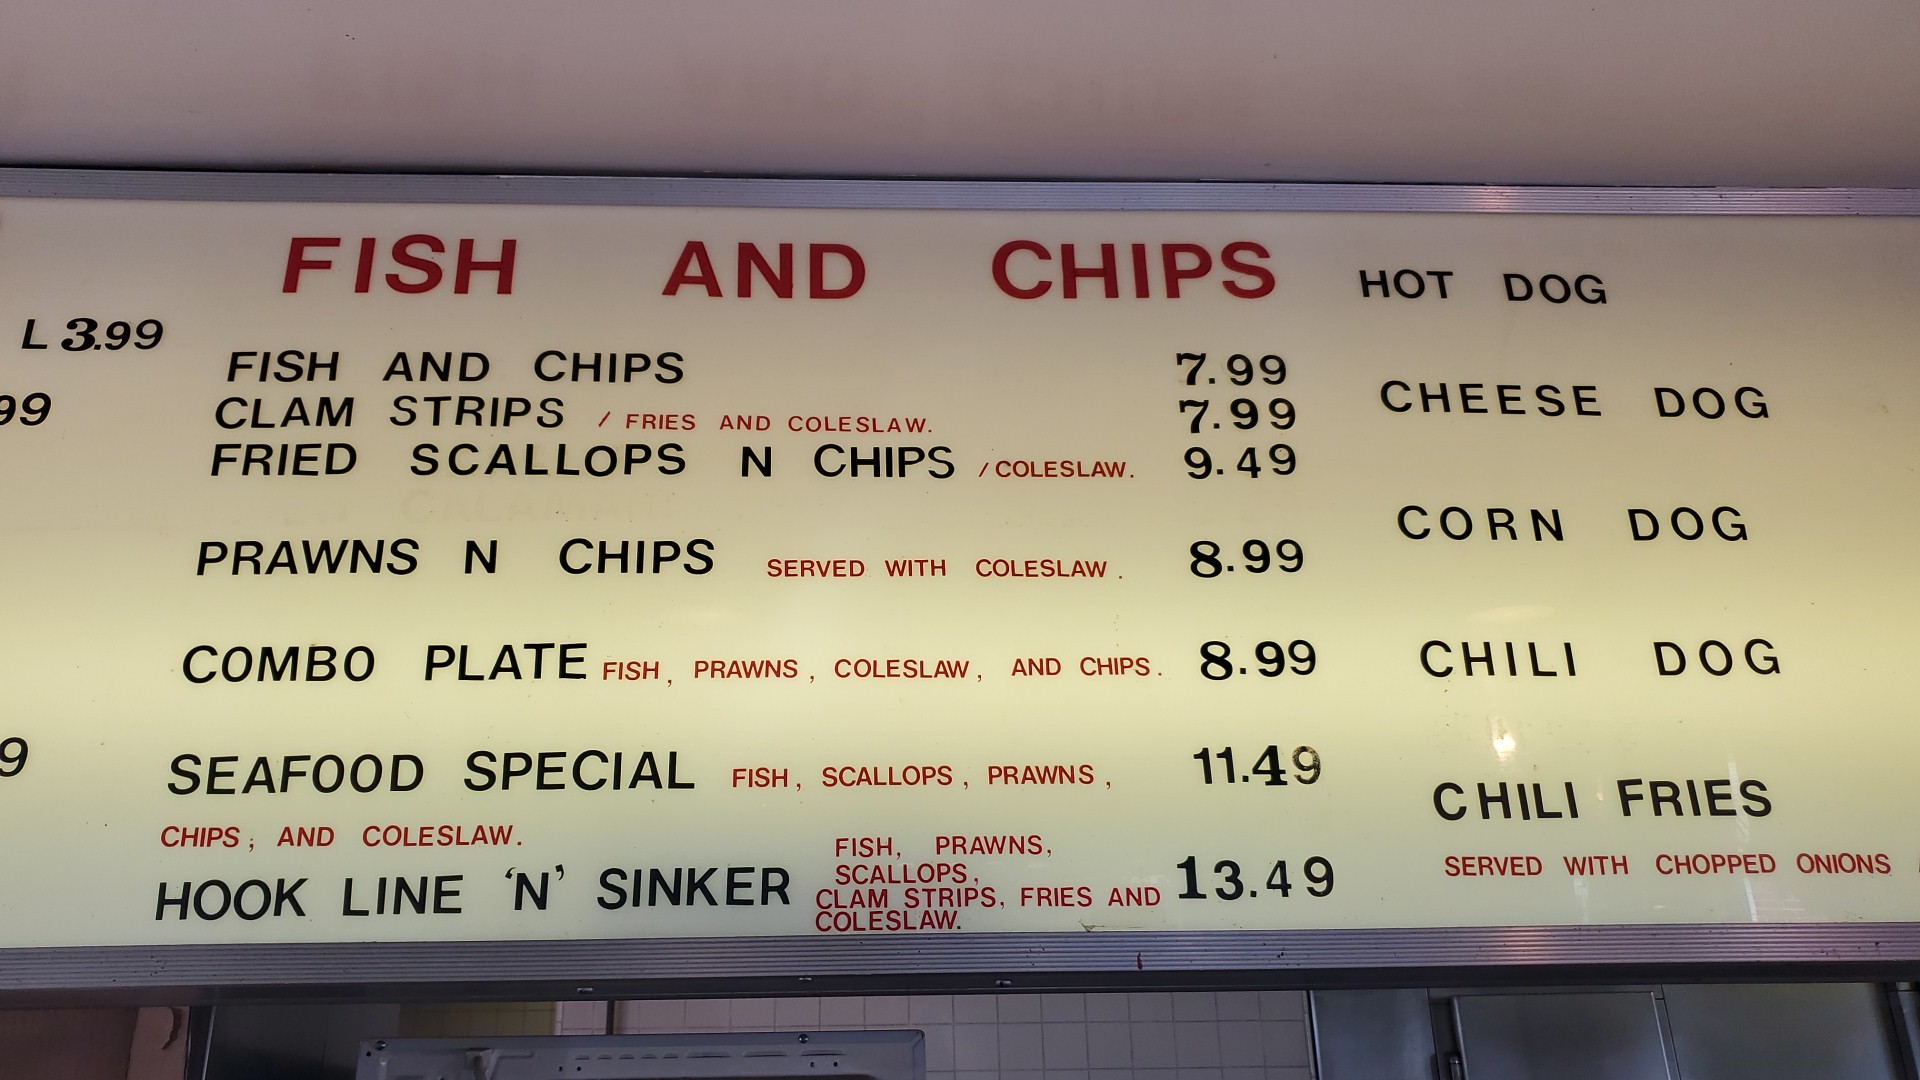 FISH AND CHIPS
L 3.99
99
9
FISH AND CHIPS 7.99
CLAM STRIPS / FRIES AND COLESLAW. 7.99
FRIED SCALLOPS N CHIPS / COLESLAW. 9.49
PRAWNS N CHIPS SERVED WITH COLESLAW. 8.99
COMBO PLATE FISH, PRAWNS, COLESLAW, AND CHIPS. 8.99
SEAFOOD SPECIAL FISH, SCALLOPS, PRAWNS, 11.49
CHIPS; AND COLESLAW.
HOOK LINE 'N' SINKER 13.49
FISH, PRAWNS,
SCALLOPS,
CLAM STRIPS, FRIES AND
COLESLAW.
HOT DOG
CHEESE DOG
CORN DOG
CHILI DOG
CHILI FRIES
SERVED WITH CHOPPED ONIONS